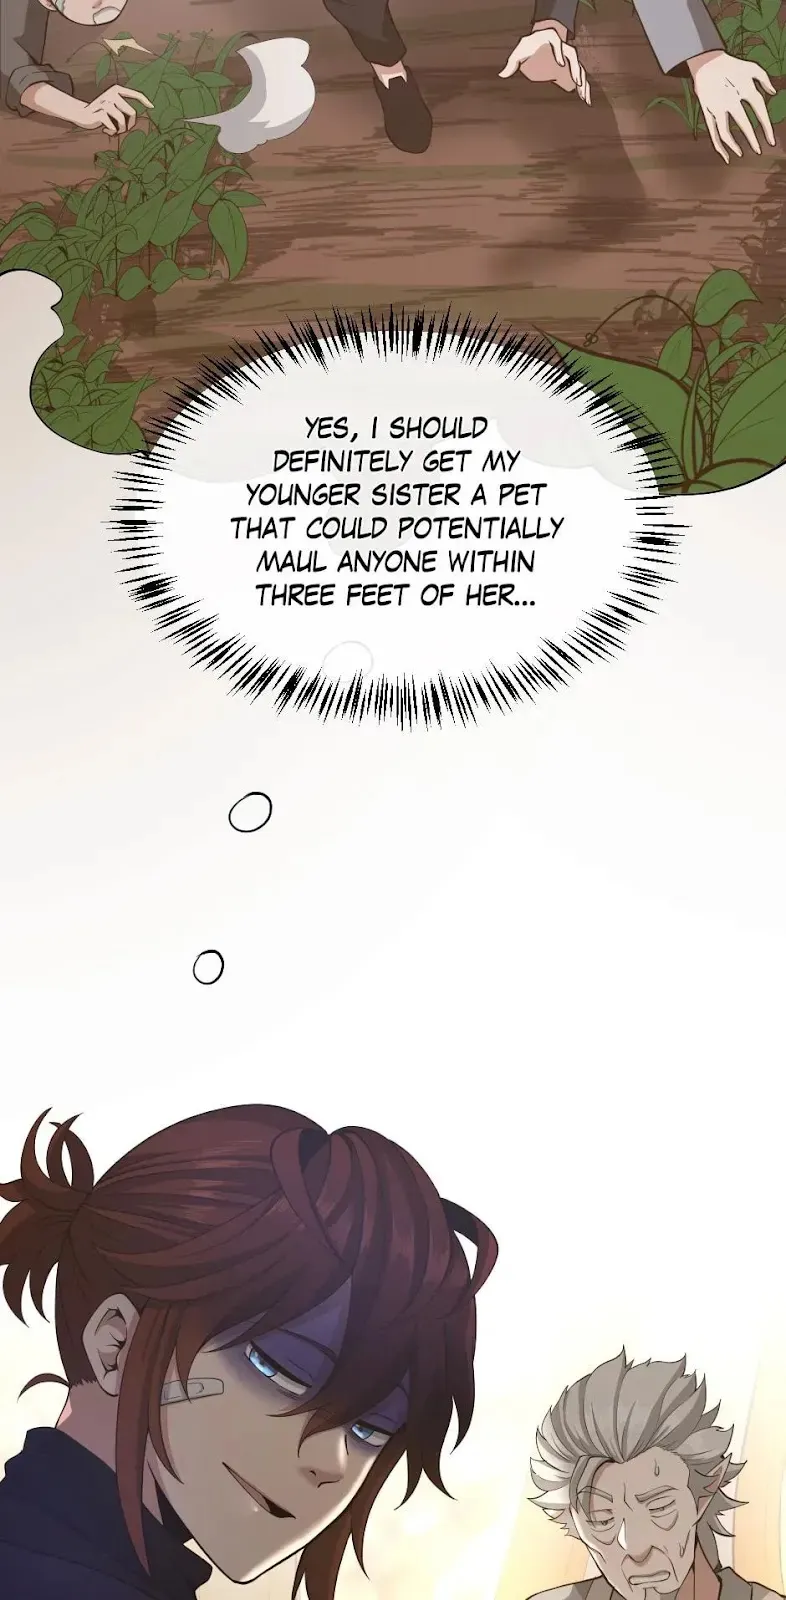 YES, I SHOULD
DEFINITELY GET MY
YOUNGER SISTER A PET
THAT COULD POTENTIALLY
MAUL ANYONE WITHIN
THREE FEET OF HER...